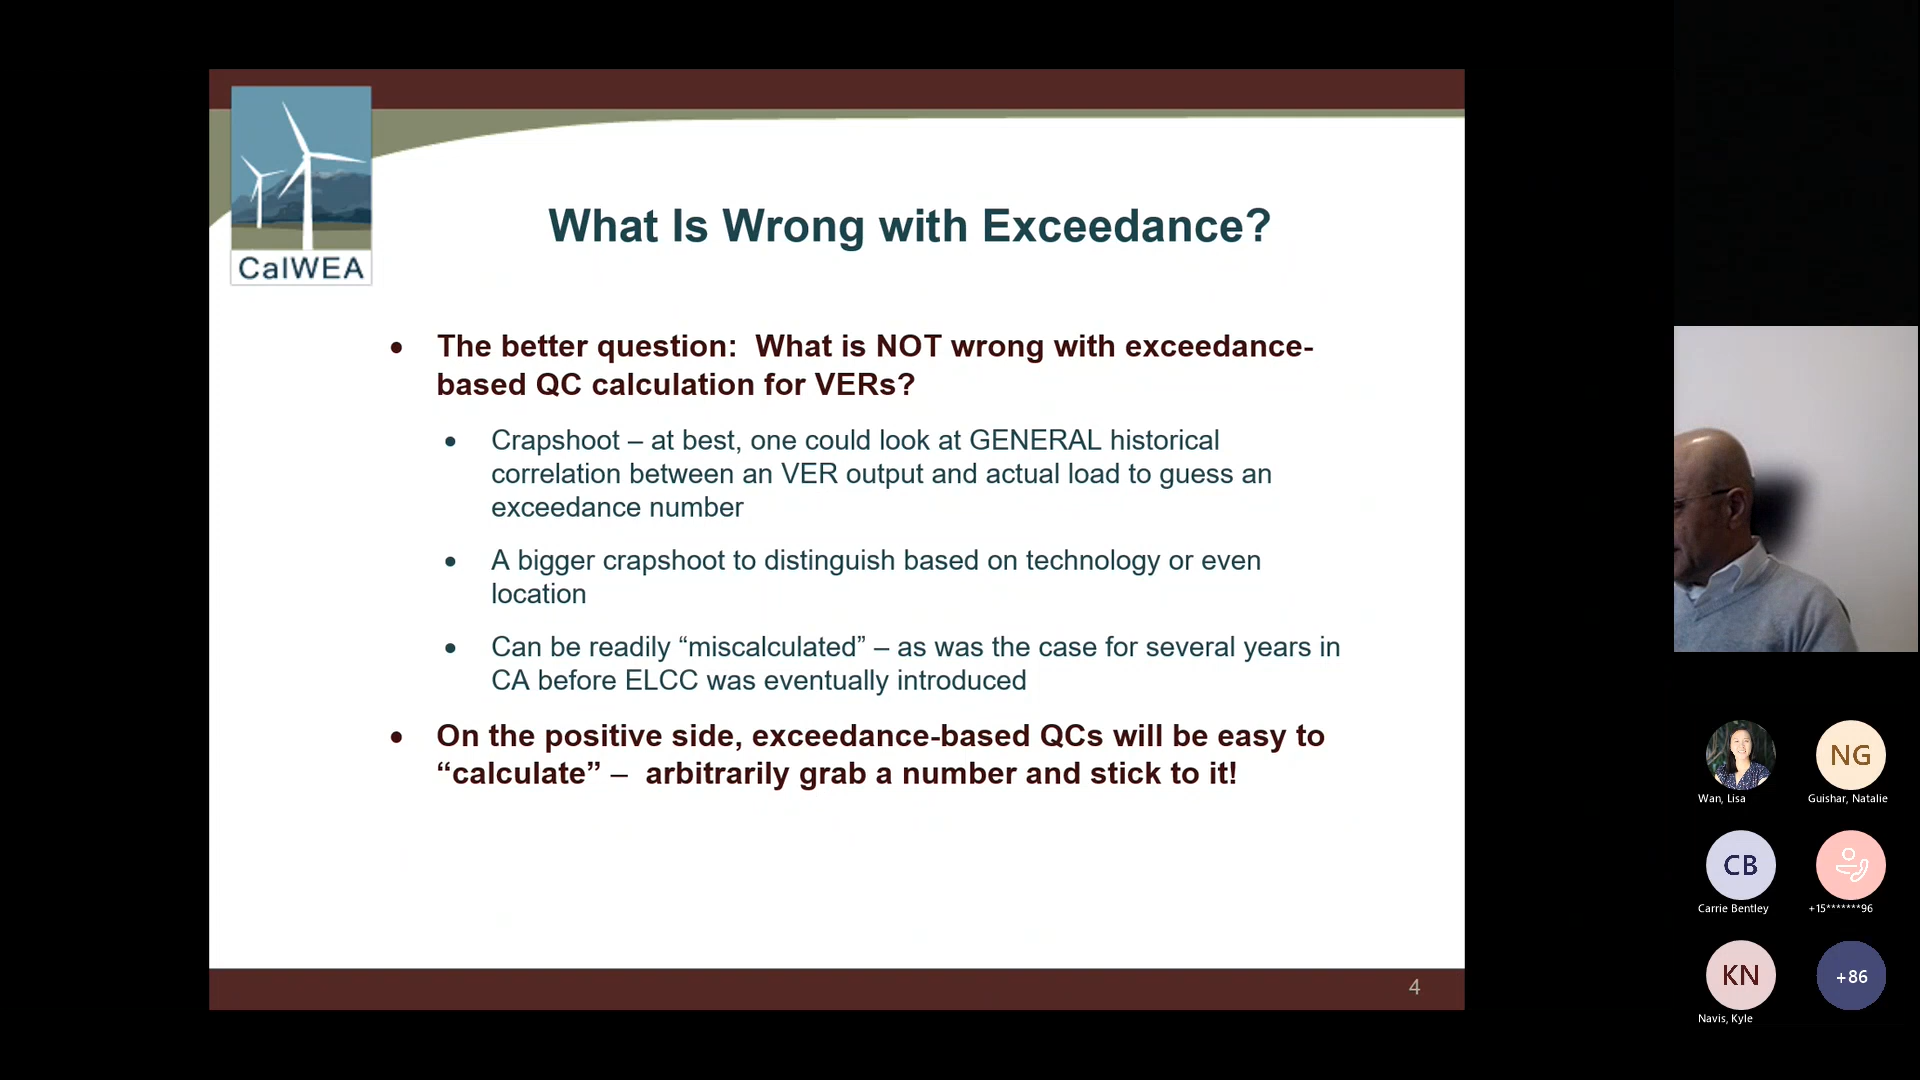 CalWEA
What Is Wrong with Exceedance?
• The better question:  What is NOT wrong with exceedance-
based QC calculation for VERs?
• Crapshoot – at best, one could look at GENERAL historical
correlation between an VER output and actual load to guess an
exceedance number
• A bigger crapshoot to distinguish based on technology or even
location
• Can be readily “miscalculated” – as was the case for several years in
CA before ELCC was eventually introduced
• On the positive side, exceedance-based QCs will be easy to
“calculate” –  arbitrarily grab a number and stick to it!
4
NG
Wan, Lisa
Guishar, Natalie
CB
Carrie Bentley
+15*******96
KN
+86
Navis, Kyle